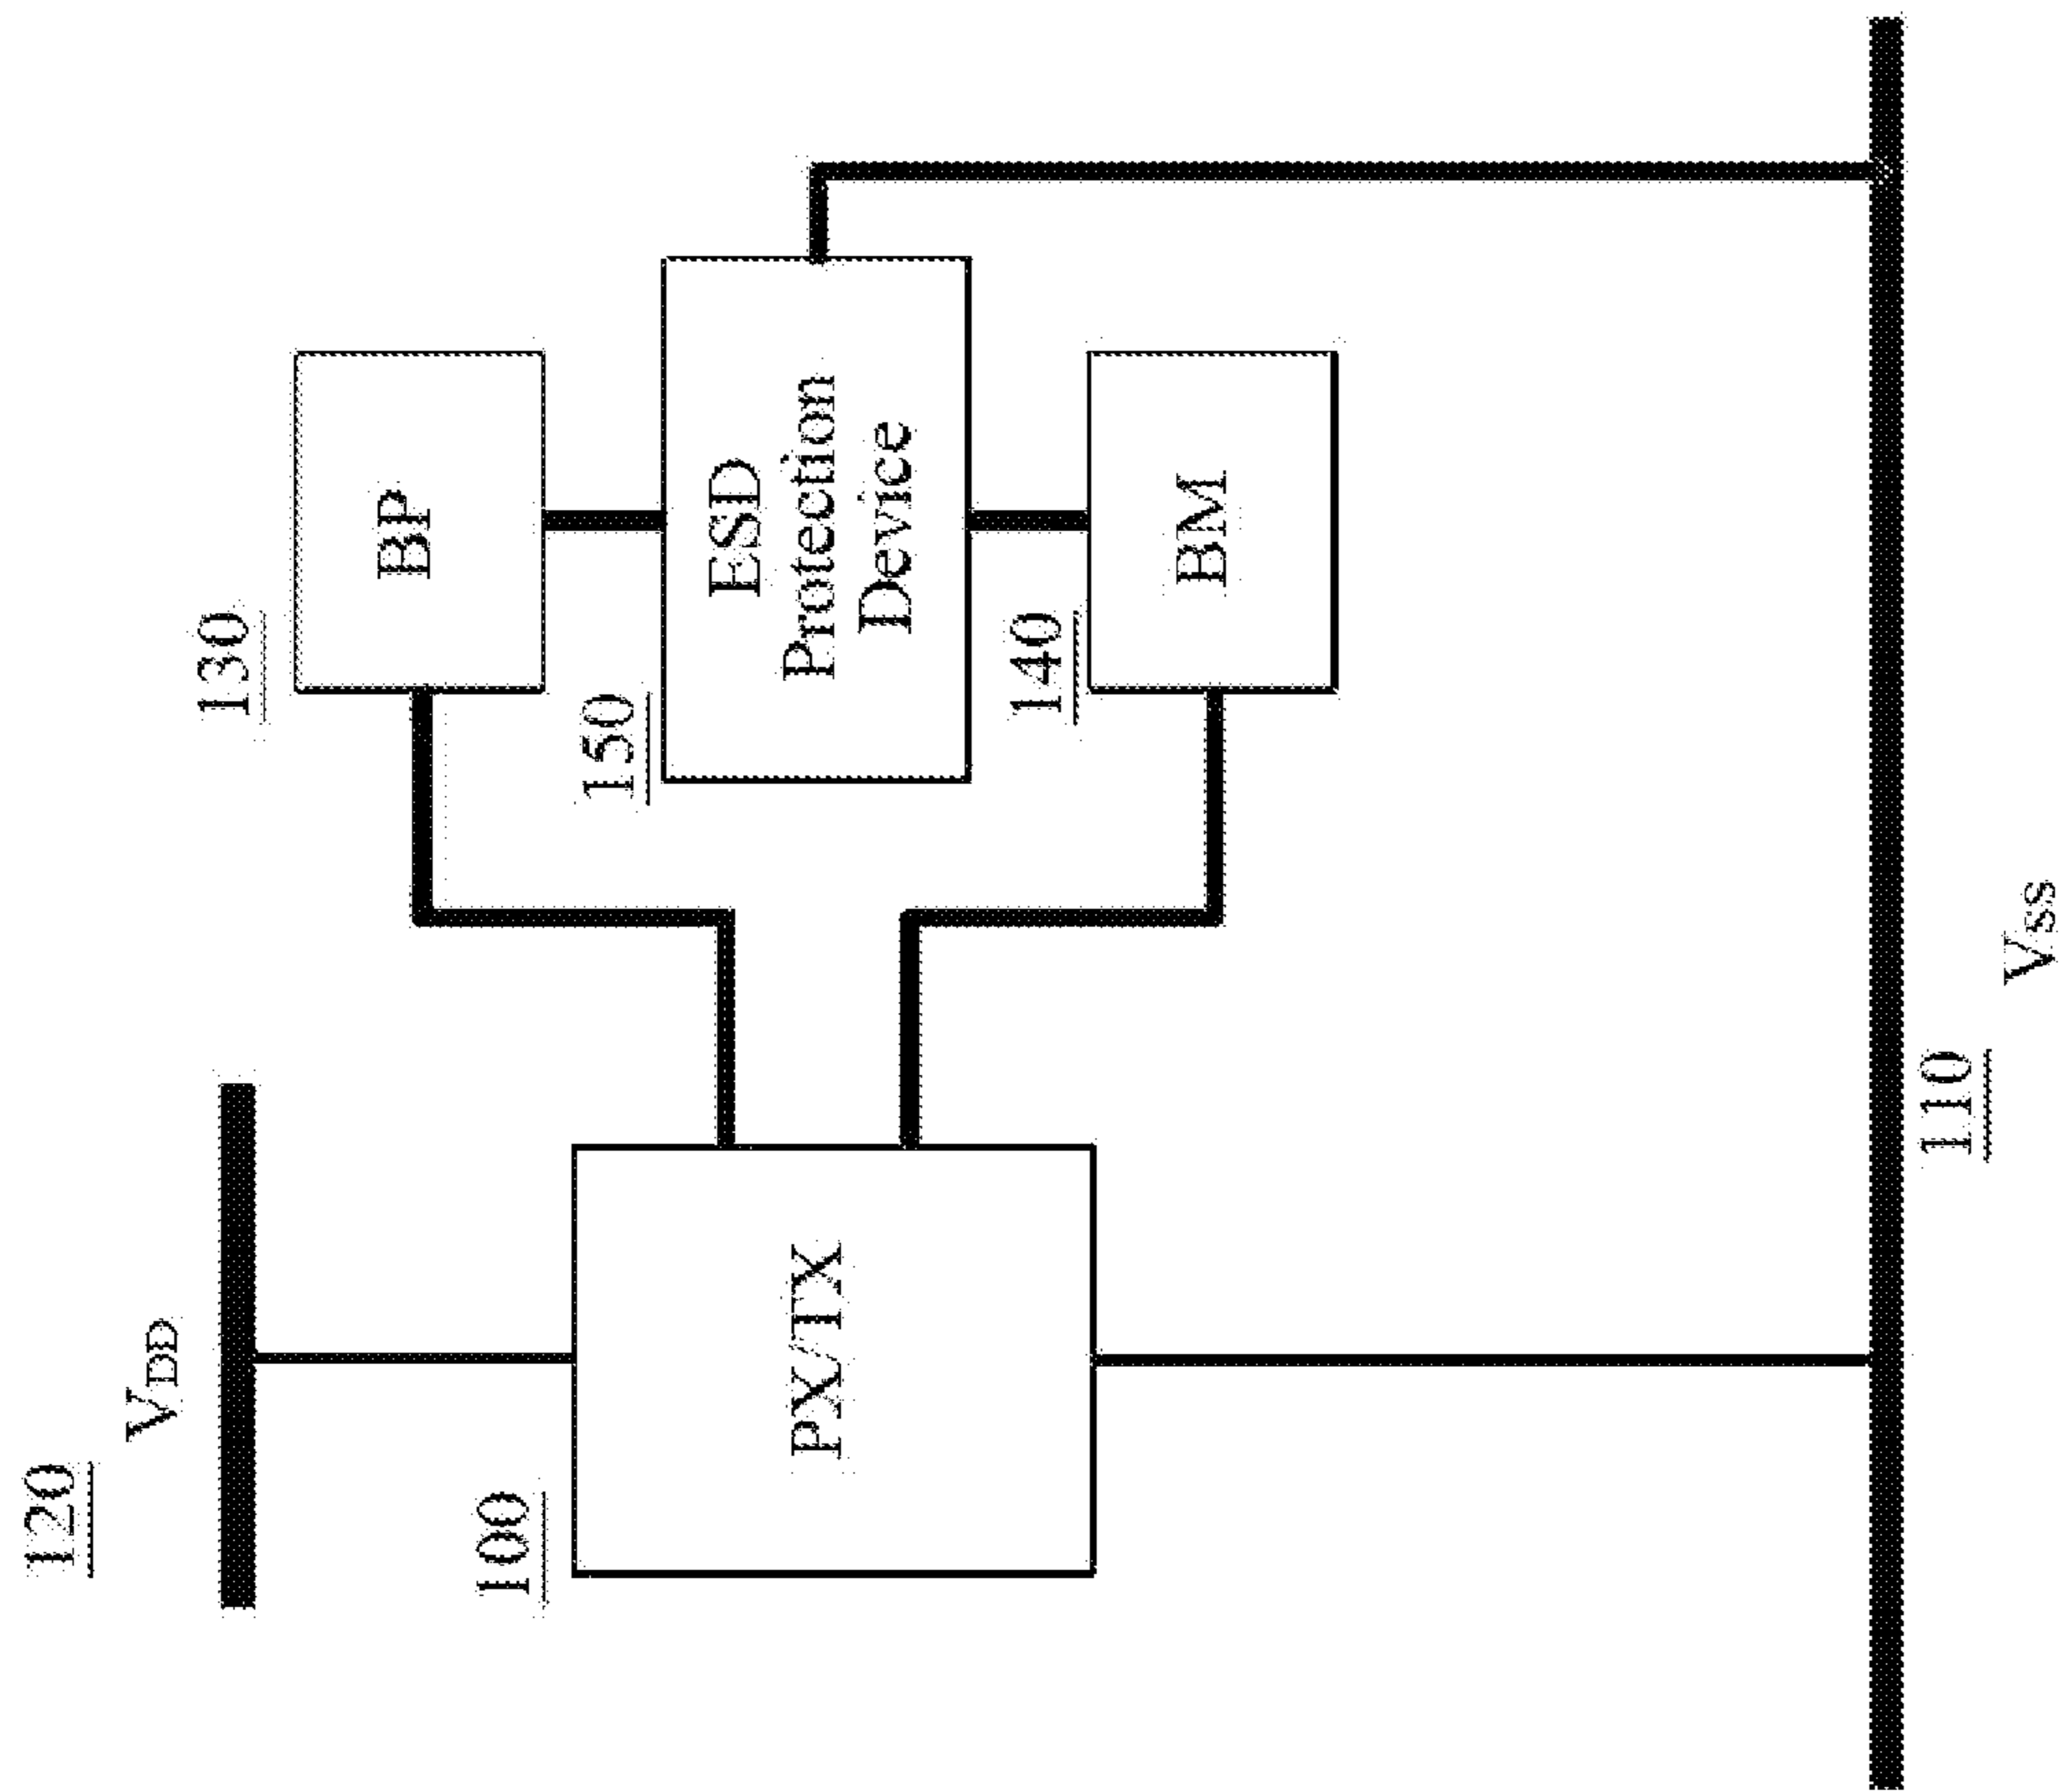 120
VDD
100
PX/TX
130
BP
150
ESD
Protection
Device
140
BM
110
VSS